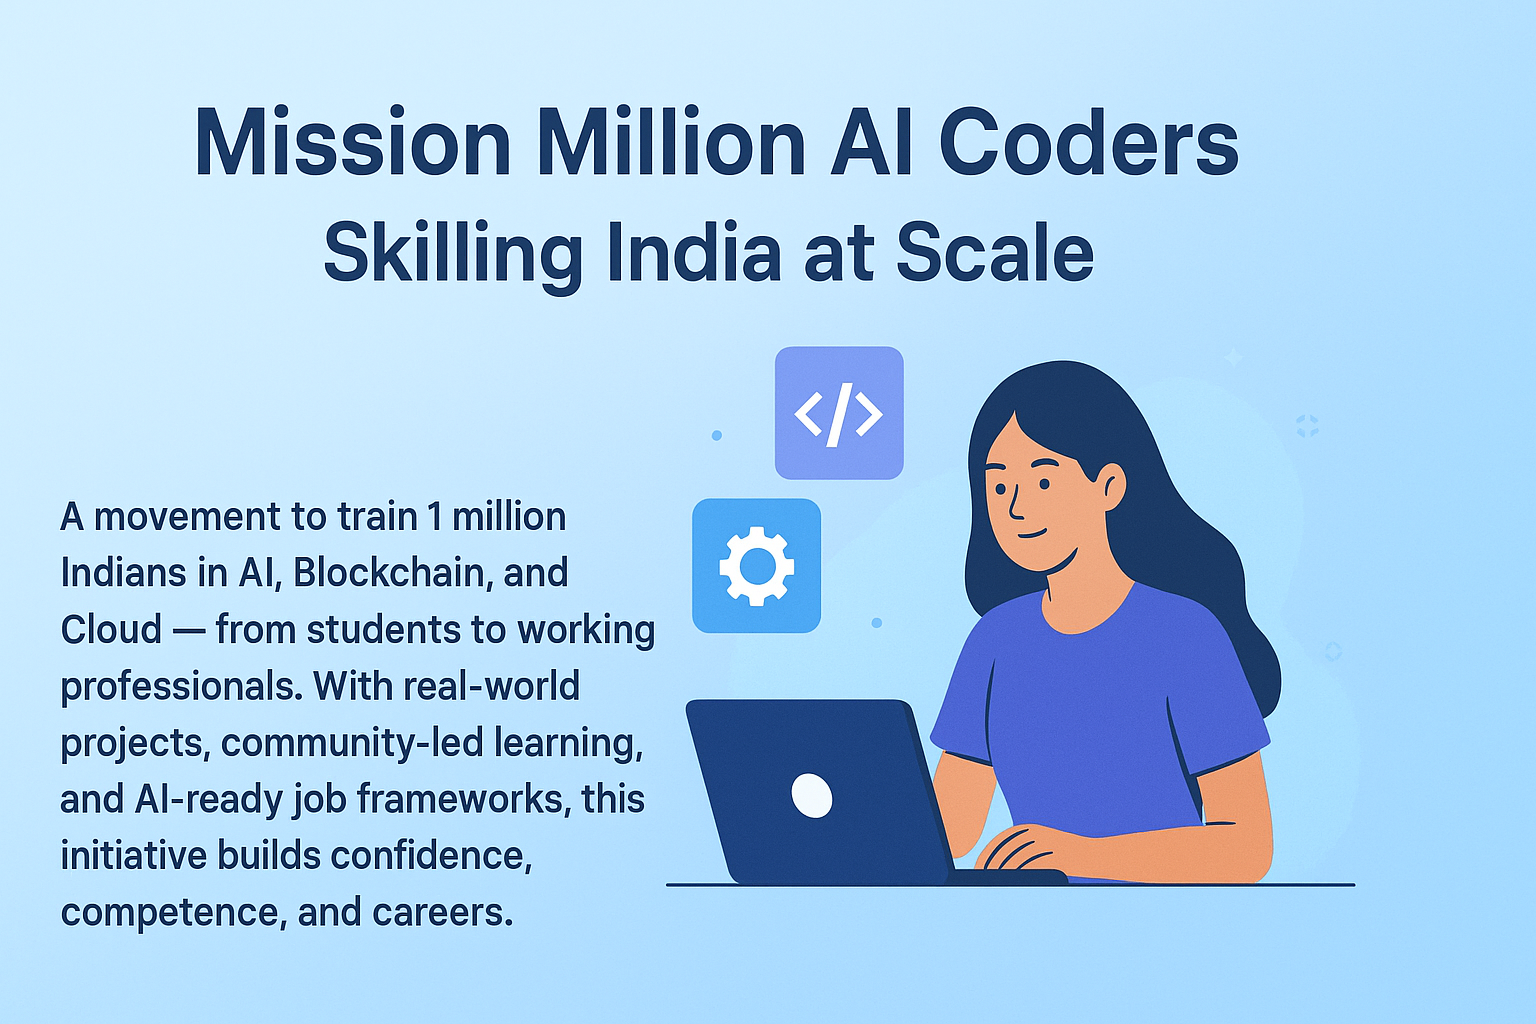 Mission Million AI Coders
Skilling India at Scale
</>
A movement to train 1 million
Indians in AI, Blockchain, and
Cloud — from students to working
professionals. With real-world
projects, community-led learning,
and AI-ready job frameworks, this
initiative builds confidence,
competence, and careers.